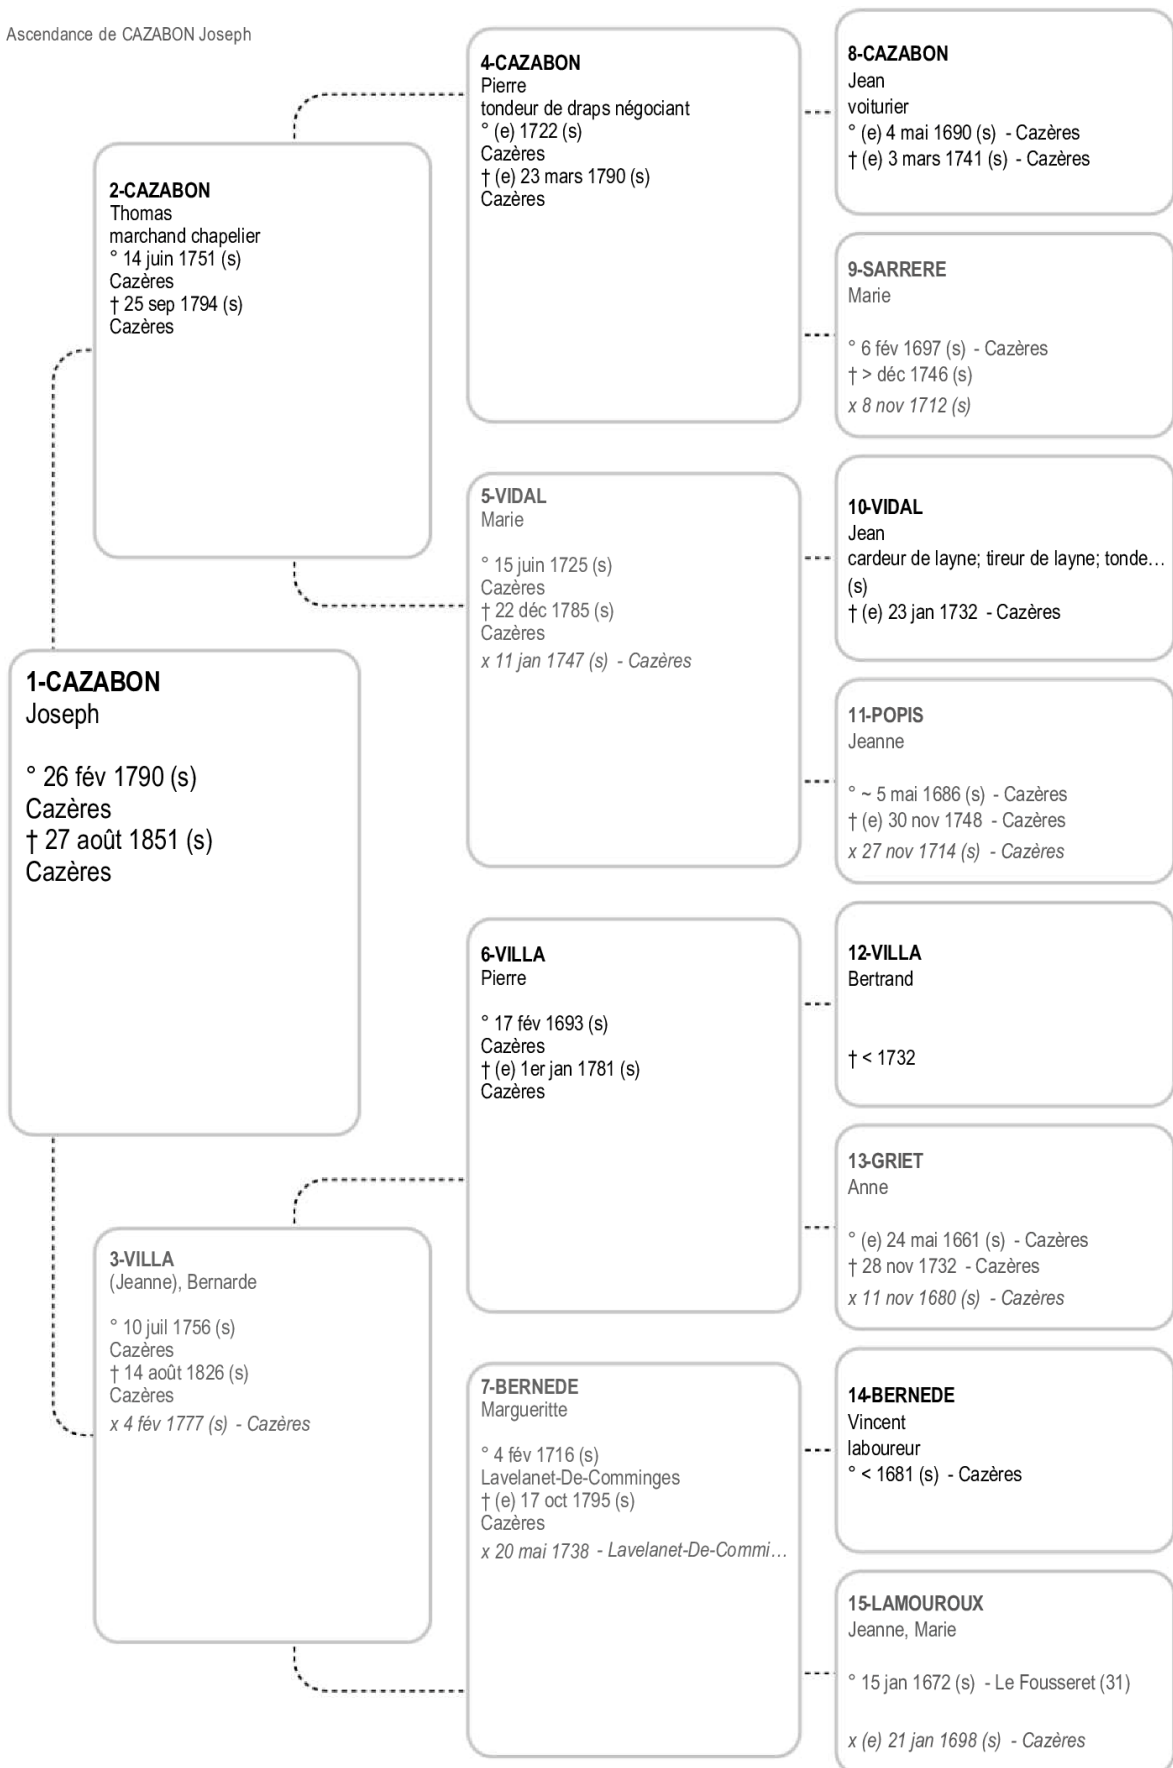 Ascendance de CAZABON Joseph
1-CAZABON
Joseph
° 26 fév 1790 (s)
Cazères
† 27 août 1851 (s)
Cazères
2-CAZABON
Thomas
marchand chapelier
° 14 juin 1751 (s)
Cazères
† 25 sep 1794 (s)
Cazères
3-VILLA
(Jeanne), Bernarde
° 10 juil 1756 (s)
Cazères
† 14 août 1826 (s)
Cazères
x 4 fév 1777 (s) - Cazères
4-CAZABON
Pierre
tondeur de draps négociant
° (e) 1722 (s)
Cazères
† (e) 23 mars 1790 (s)
Cazères
5-VIDAL
Marie
° 15 juin 1725 (s)
Cazères
† 22 déc 1785 (s)
Cazères
x 11 jan 1747 (s) - Cazères
6-VILLA
Pierre
° 17 fév 1693 (s)
Cazères
† (e) 1er jan 1781 (s)
Cazères
7-BERNEDE
Margueritte
° 4 fév 1716 (s)
Lavelanet-De-Comminges
† (e) 17 oct 1795 (s)
Cazères
x 20 mai 1738 - Lavelanet-De-Commi…
8-CAZABON
Jean
voiturier
° (e) 4 mai 1690 (s) - Cazères
† (e) 3 mars 1741 (s) - Cazères
9-SARRERE
Marie
° 6 fév 1697 (s) - Cazères
† > déc 1746 (s)
x 8 nov 1712 (s)
10-VIDAL
Jean
cardeur de layne; tireur de layne; tonde…
(s)
† (e) 23 jan 1732 - Cazères
11-POPIS
Jeanne
° ~ 5 mai 1686 (s) - Cazères
† (e) 30 nov 1748 - Cazères
x 27 nov 1714 (s) - Cazères
12-VILLA
Bertrand
† < 1732
13-GRIET
Anne
° (e) 24 mai 1661 (s) - Cazères
† 28 nov 1732 - Cazères
x 11 nov 1680 (s) - Cazères
14-BERNEDE
Vincent
laboureur
° < 1681 (s) - Cazères
15-LAMOUROUX
Jeanne, Marie
° 15 jan 1672 (s) - Le Fousseret (31)
x (e) 21 jan 1698 (s) - Cazères